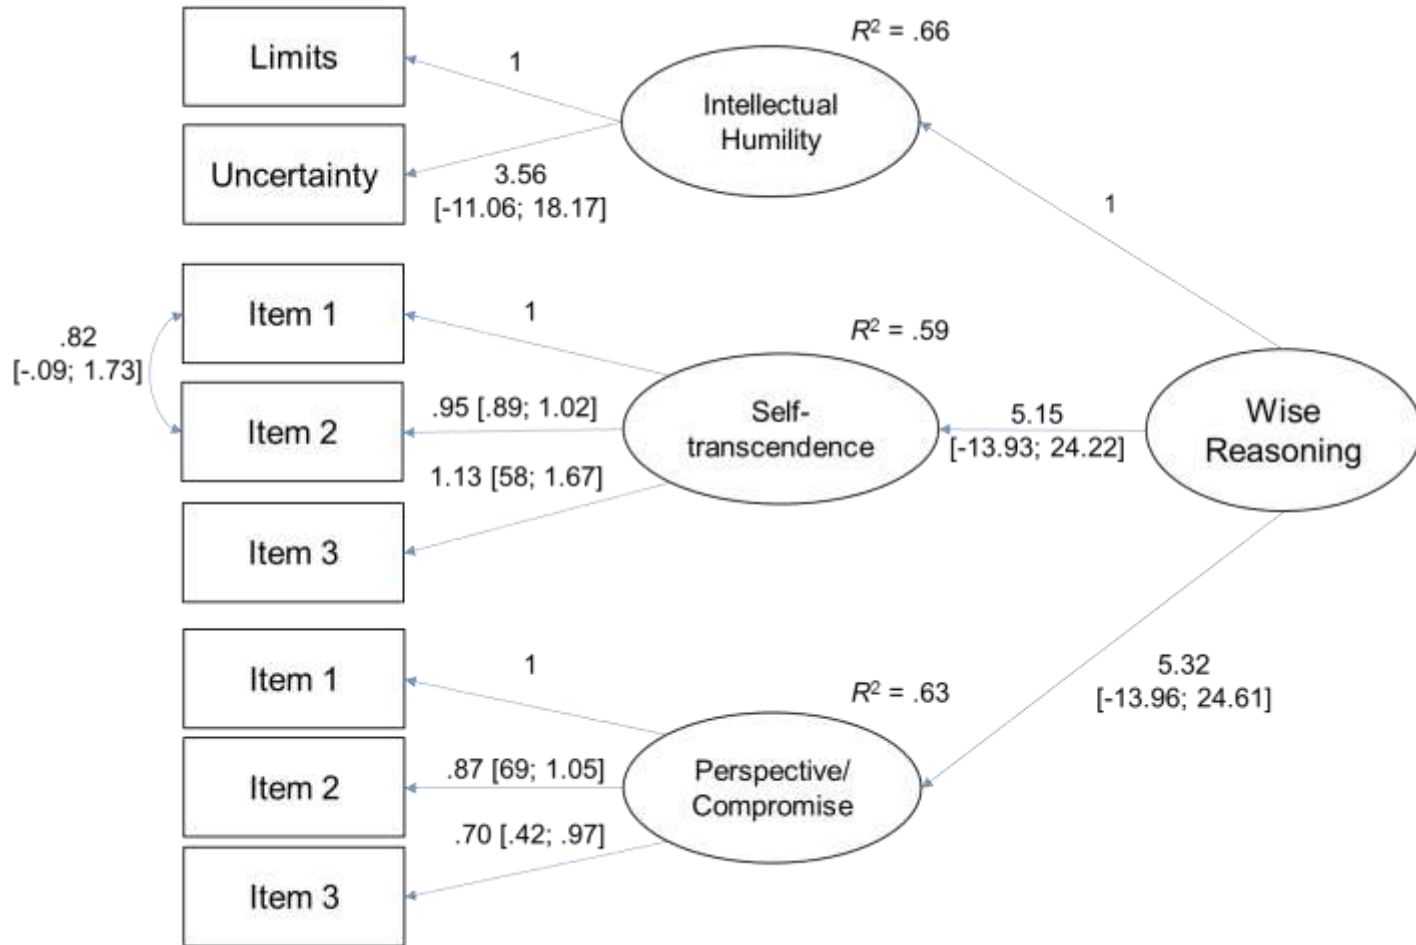 R² = .66
Limits
1
Intellectual
Humility
Uncertainty
3.56
[-11.06; 18.17]
1
Item 1
1
R² = .59
.82
[-.09; 1.73]
Item 2
.95 [.89; 1.02]
Self-
transcendence
5.15
[-13.93; 24.22]
Wise
Reasoning
1.13 [58; 1.67]
Item 3
Item 1
1
R² = .63
5.32
[-13.96; 24.61]
Item 2
.87 [69; 1.05]
Perspective/
Compromise
.70 [.42; .97]
Item 3